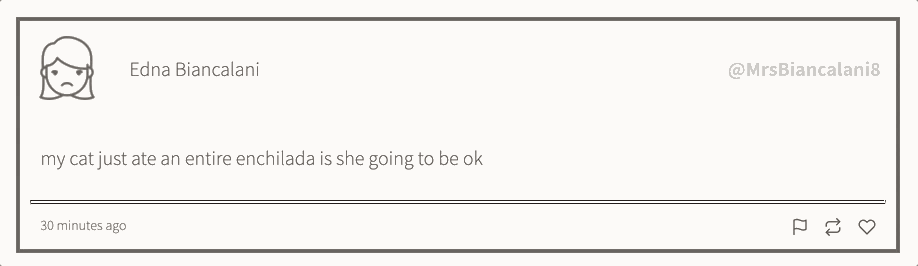 Edna Biancalani
@MrsBiancalani8
my cat just ate an entire enchilada is she going to be ok
30 minutes ago